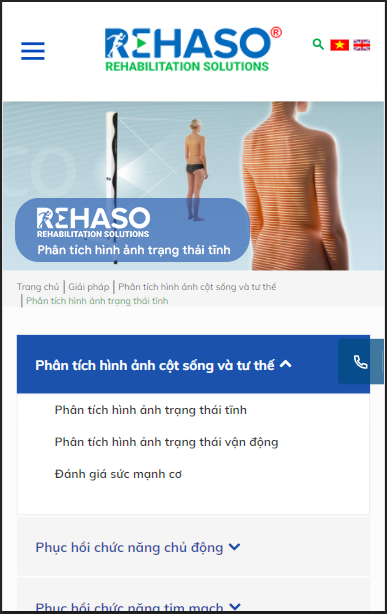 REHASO®
REHABILITATION SOLUTIONS
REHASO
REHABILITATION SOLUTIONS
Phân tích hình ảnh trạng thái tĩnh
Trang chủ | Giải pháp | Phân tích hình ảnh cột sống và tư thế
| Phân tích hình ảnh trạng thái tĩnh
Phân tích hình ảnh cột sống và tư thế
Phân tích hình ảnh trạng thái tĩnh
Phân tích hình ảnh trạng thái vận động
Đánh giá sức mạnh cơ
Phục hồi chức năng chủ động
Phục hồi chức năng tim mạch